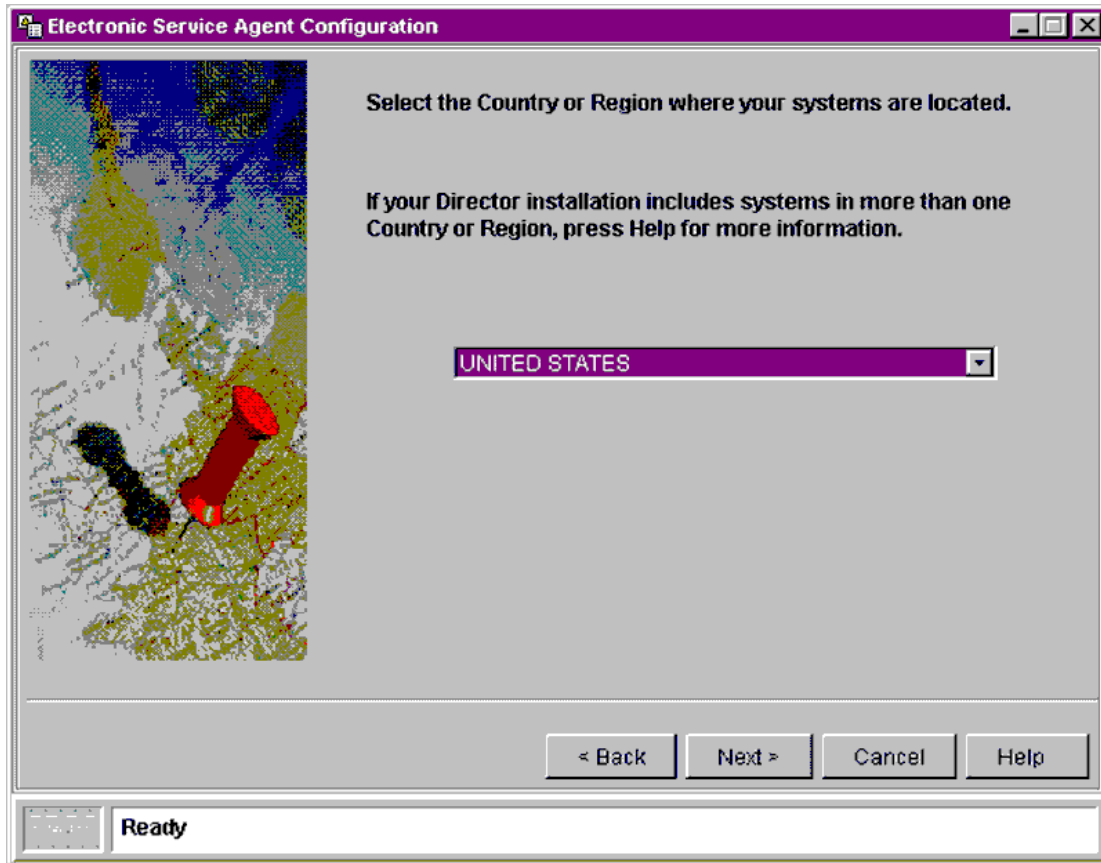 Electronic Service Agent Configuration
Select the Country or Region where your systems are located.
If your Director installation includes systems in more than one
Country or Region, press Help for more information.
UNITED STATES
< Back
Next >
Cancel
Help
Ready